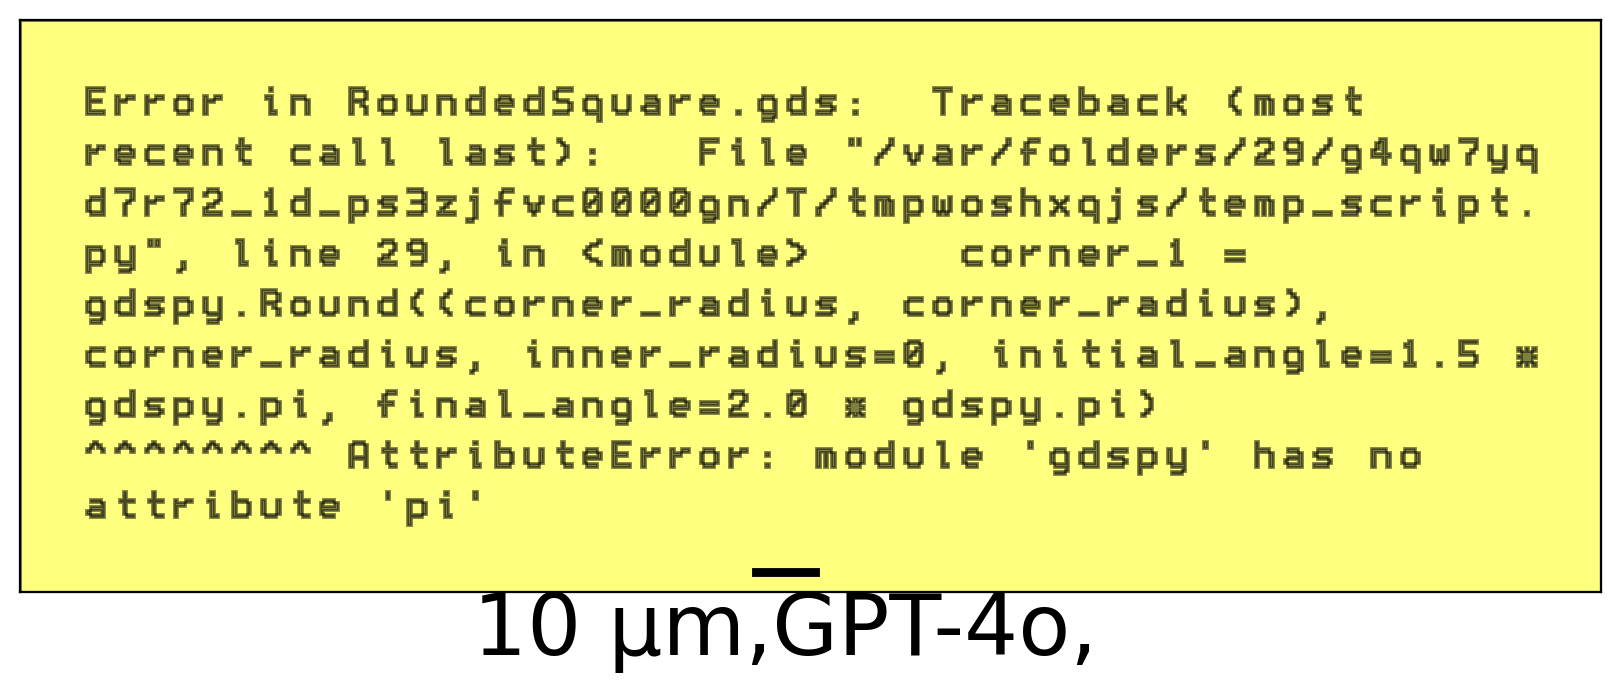 Error in RoundedSquare.gds:  Traceback (most
recent call last):   File "/var/folders/29/g4qw7yq
d7r72_1d_ps3zjfvc0000gn/T/tmpwoshxqjs/temp_script.
py", line 29, in <module>     corner_1 =
gdspy.Round((corner_radius, corner_radius),
corner_radius, inner_radius=0, initial_angle=1.5 *
gdspy.pi, final_angle=2.0 * gdspy.pi)
^^^^^^^^ AttributeError: module 'gdspy' has no
attribute 'pi'
10 μm,GPT-4o,